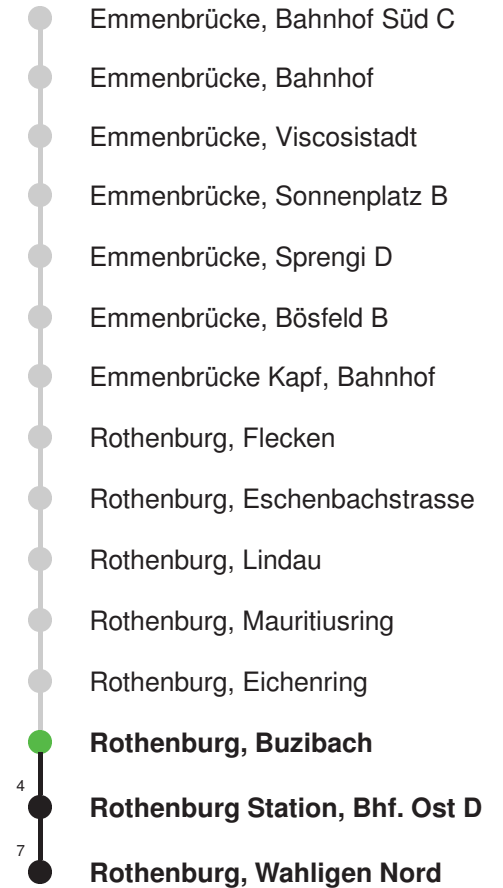 Emmenbrücke, Bahnhof Süd C
Emmenbrücke, Bahnhof
Emmenbrücke, Viscosistadt
Emmenbrücke, Sonnenplatz B
Emmenbrücke, Sprengi D
Emmenbrücke, Bösfeld B
Emmenbrücke Kapf, Bahnhof
Rothenburg, Flecken
Rothenburg, Eschenbachstrasse
Rothenburg, Lindau
Rothenburg, Mauritiusring
Rothenburg, Eichenring
Rothenburg, Buzibach
4 Rothenburg Station, Bhf. Ost D
7 Rothenburg, Wahligen Nord